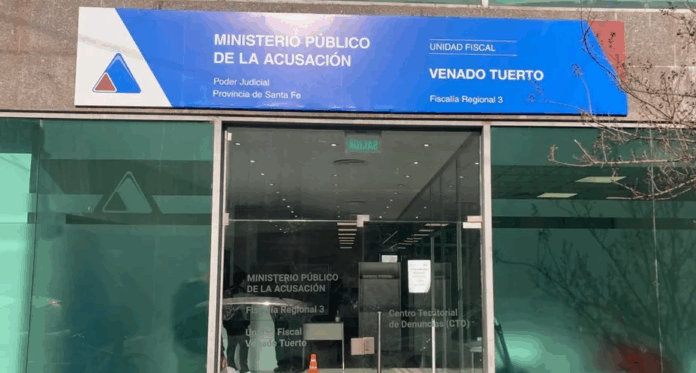 MINISTERIO PÚBLICO
DE LA ACUSACIÓN
Poder Judicial
Provincia de Santa Fe
UNIDAD FISCAL
VENADO TUERTO
Fiscalía Regional 3
SALIDA
MINISTERIO PÚBLICO
DE LA ACUSACIÓN
Fiscalía Regional 3
Unidad Fiscal
Venado Tuerto
Centro Territorial
de Denuncias (CTD)